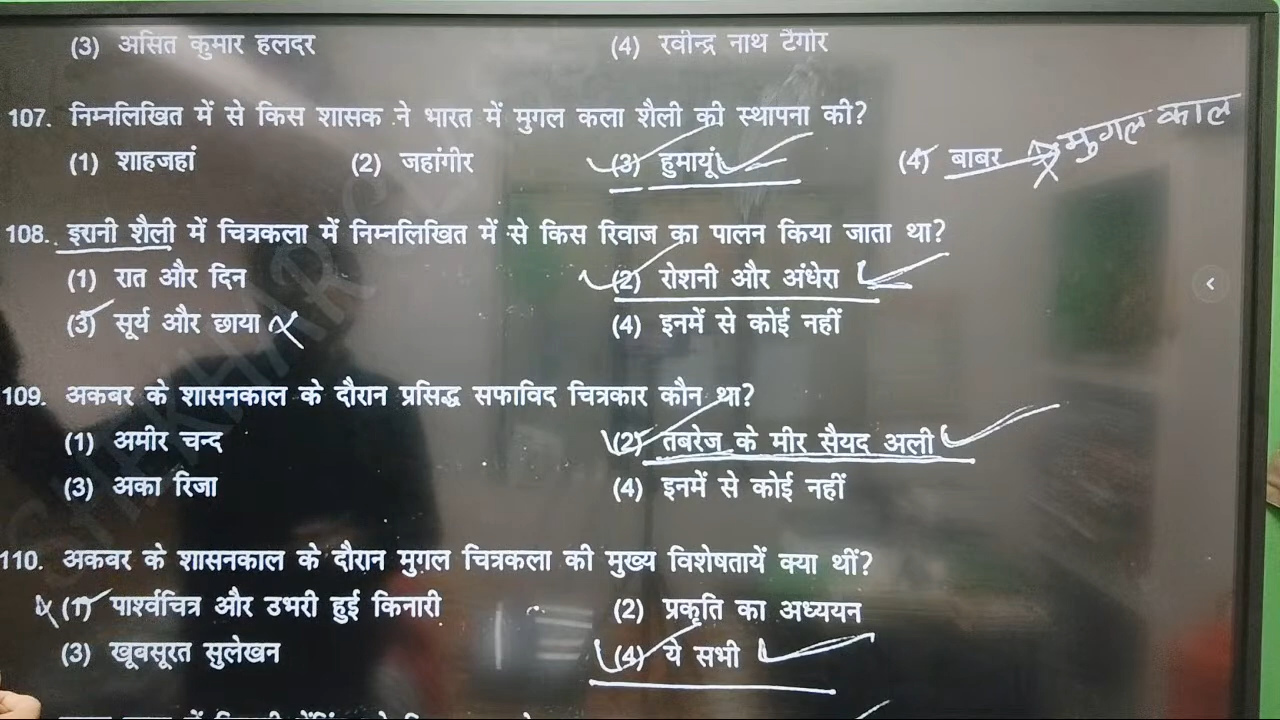 (3) असित कुमार हलदर (4) रवीन्द्र नाथ टैगोर
107. निम्नलिखित में से किस शासक ने भारत में मुगल कला शैली की स्थापना की?
(1) शाहजहां (2) जहांगीर (3) हुमायूं (4) बाबर मुगल काल
108. इरानी शैली में चित्रकला में निम्नलिखित में से किस रिवाज का पालन किया जाता था?
(1) रात और दिन (2) रोशनी और अंधेरा
(3) सूर्य और छाया (4) इनमें से कोई नहीं
109. अकबर के शासनकाल के दौरान प्रसिद्ध सफाविद चित्रकार कौन था?
(1) अमीर चन्द (2) तबरेज के मीर सैयद अली
(3) अका रिजा (4) इनमें से कोई नहीं
110. अकबर के शासनकाल के दौरान मुगल चित्रकला की मुख्य विशेषतायें क्या थीं?
(1) पार्श्वचित्र और उभरी हुई किनारी (2) प्रकृति का अध्ययन
(3) खूबसूरत सुलेखन (4) ये सभी